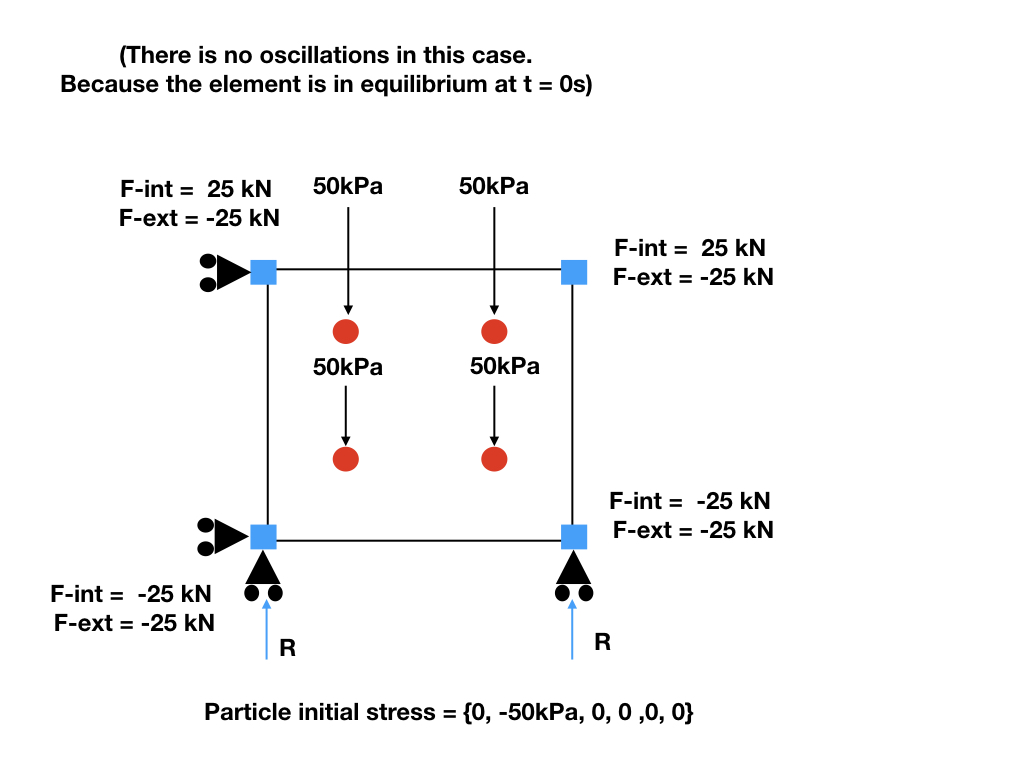 (There is no oscillations in this case.
Because the element is in equilibrium at t = 0s)
F-int =  25 kN
F-ext = -25 kN
50kPa
50kPa
F-int =  25 kN
F-ext = -25 kN
50kPa
50kPa
F-int =  -25 kN
F-ext = -25 kN
F-int =  -25 kN
F-ext = -25 kN
R
R
Particle initial stress = {0, -50kPa, 0, 0 ,0, 0}